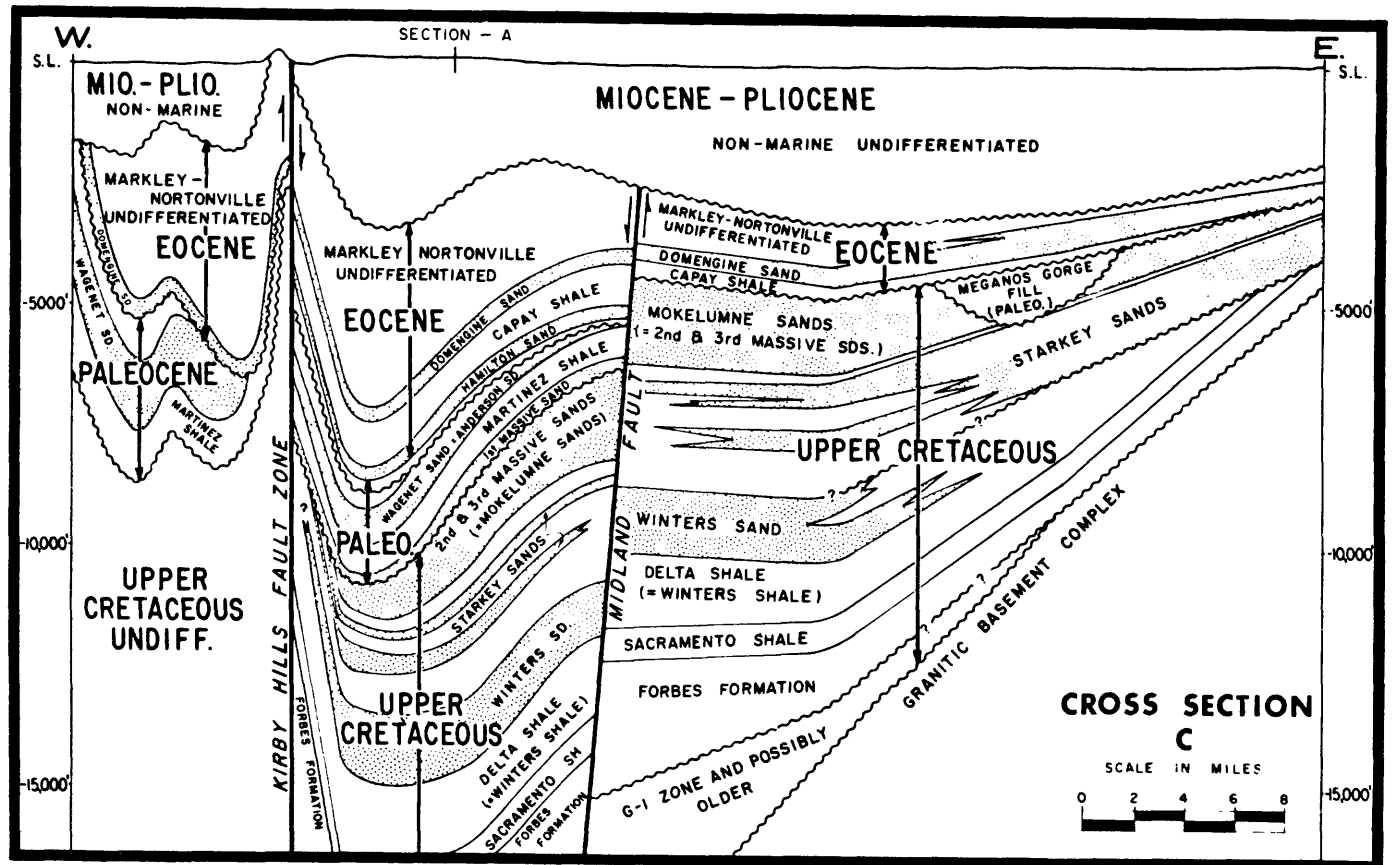 W.
SECTION - A
E.
S.L.
S.L.
MIO.-PLIO.
NON-MARINE
MIOCENE-PLIOCENE
NON-MARINE UNDIFFERENTIATED
MARKLEY-
NORTONVILLE
UNDIFFERENTIATED
EOCENE
DOMENGINE SD
WAGENET SD
PALEOCENE
MARTINEZ
SHALE
UPPER
CRETACEOUS
UNDIFF.
-5000'
-10,000'
-15,000'
KIRBY HILLS FAULT ZONE
?
FORBES FORMATION
MARKLEY-NORTONVILLE
UNDIFFERENTIATED
EOCENE
DOMENGINE SAND
CAPAY SHALE
HAMILTON SAND
WAGENET SAND = ANDERSON SD
MARTINEZ SHALE
1st MASSIVE SAND
2nd & 3rd MASSIVE SANDS
(=MOKELUMNE SANDS)
PALEO.
STARKEY SANDS
?
WINTERS SD
UPPER
CRETACEOUS
DELTA SHALE
(=WINTERS SHALE)
SACRAMENTO SH
FORBES
FORMATION
MIDLAND FAULT
MARKLEY-NORTONVILLE
UNDIFFERENTIATED
EOCENE
DOMENGINE SAND
CAPAY SHALE
MEGANOS GORGE
FILL
(PALEO.)
MOKELUMNE SANDS
(= 2nd & 3rd MASSIVE SDS.)
STARKEY SANDS
?
UPPER CRETACEOUS
?
WINTERS SAND
DELTA SHALE
(=WINTERS SHALE)
SACRAMENTO SHALE
FORBES FORMATION
? ?
GRANITIC BASEMENT COMPLEX
G-1 ZONE AND POSSIBLY
OLDER
-5000'
-10,000'
-15,000'
CROSS SECTION
C
SCALE IN MILES
0 2 4 6 8